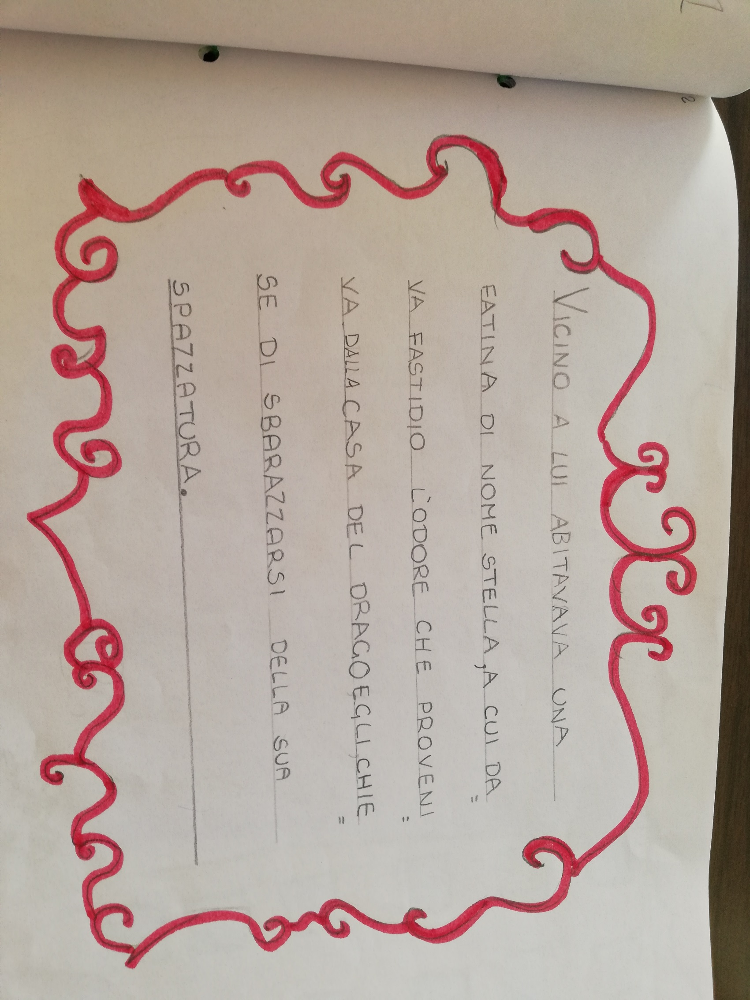 2
VICINO A LUI ABITAVAVA UNA
FATINA DI NOME STELLA, A CUI DA
=
VA FASTIDIO L'ODORE CHE PROVENI
=
VA DALLA CASA DEL DRAGO EGLI, CHIE
=
SE DI SBARAZZARSI DELLA SUA
SPAZZATURA.